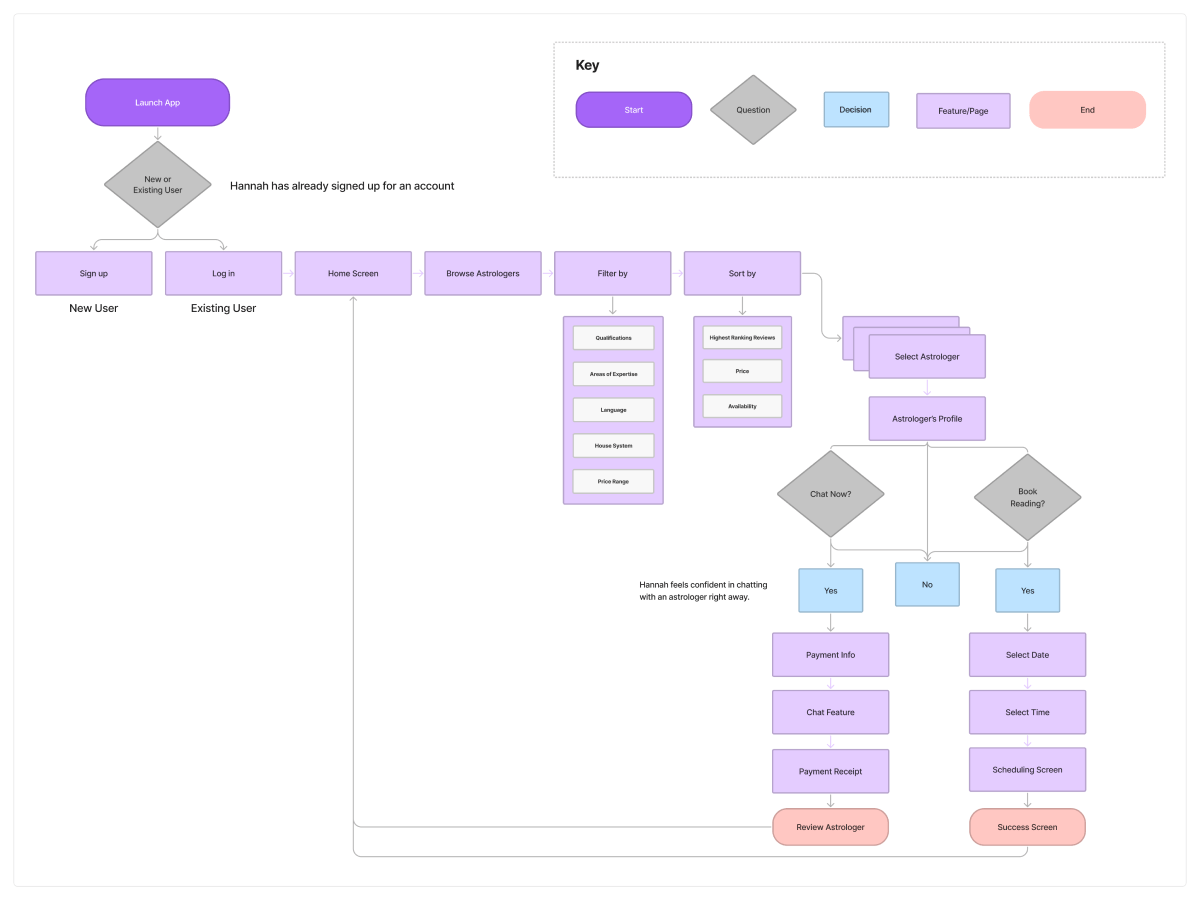 Key
Start
Question
Decision
Feature/Page
End
Launch App
New or
Existing User
Hannah has already signed up for an account
Sign up
Log in
Home Screen
Browse Astrologers
Filter by
Sort by
New User
Existing User
Qualifications
Areas of Expertise
Language
House System
Price Range
Highest Ranking Reviews
Price
Availability
Select Astrologer
Astrologer's Profile
Chat Now?
Book
Reading?
Hannah feels confident in chatting
with an astrologer right away.
Yes
No
Yes
Payment Info
Select Date
Chat Feature
Select Time
Payment Receipt
Scheduling Screen
Review Astrologer
Success Screen